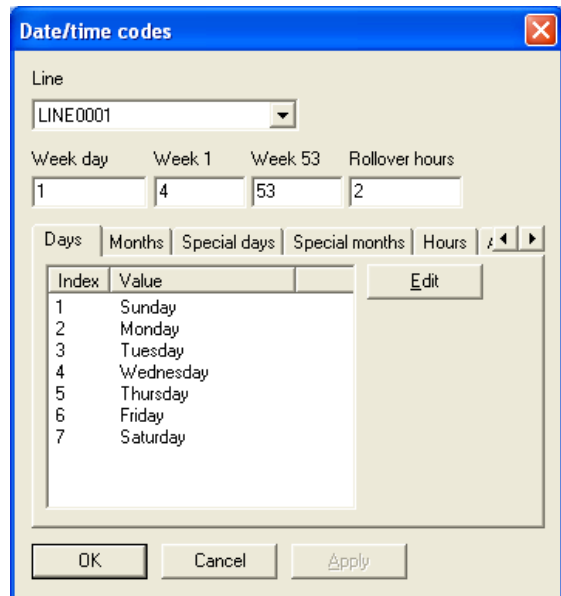 Date/time codes
Line
LINE0001
Week day Week 1 Week 53 Rollover hours
1 4 53 2
Days Months Special days Special months Hours
Index Value Edit
1 Sunday
2 Monday
3 Tuesday
4 Wednesday
5 Thursday
6 Friday
7 Saturday
OK Cancel Apply